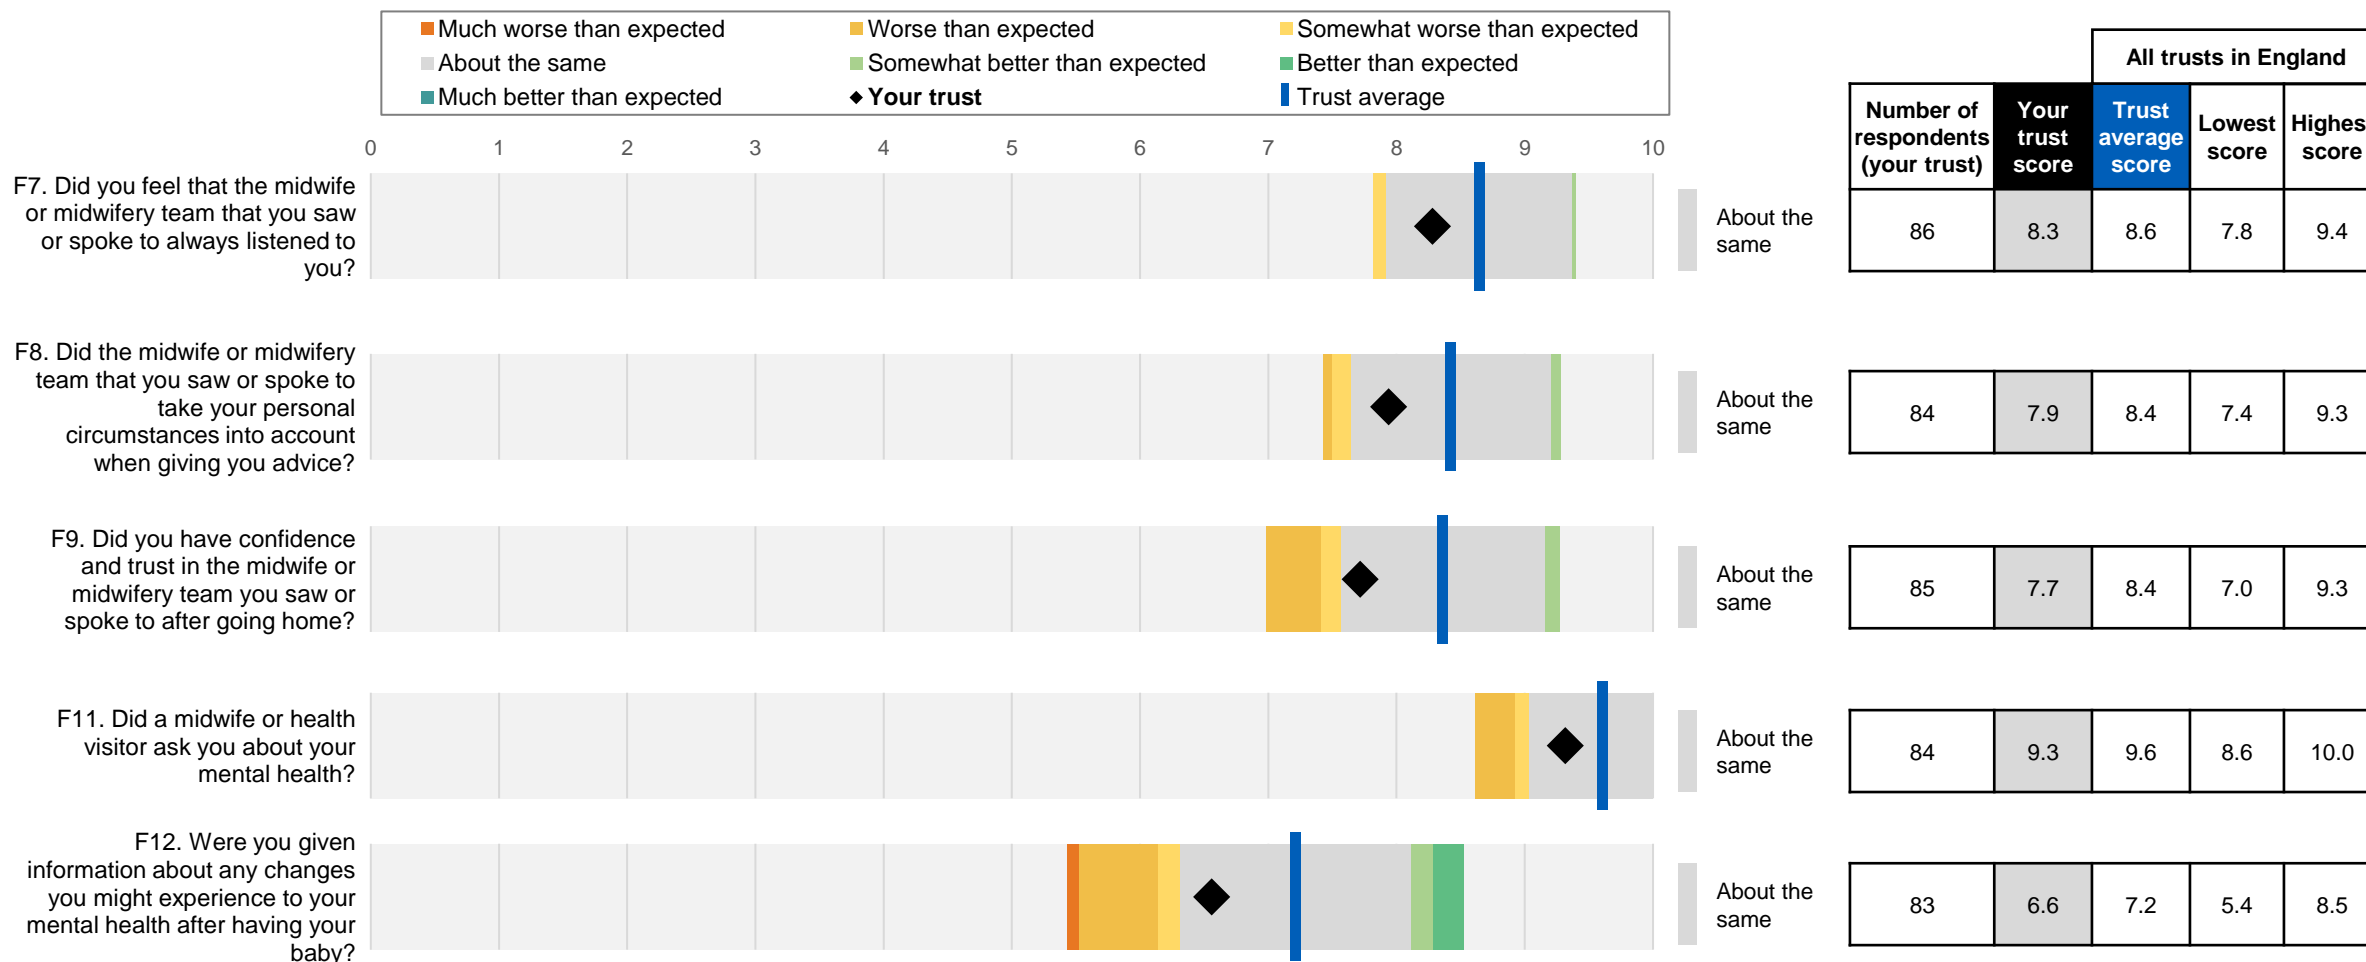 Much worse than expected
Worse than expected
Somewhat worse than expected
About the same
Somewhat better than expected
Better than expected
Much better than expected
Your trust
Trust average
All trusts in England
Number of
respondents
(your trust)
Your
trust
score
Trust
average
score
Lowest
score
Highes
score
0 1 2 3 4 5 6 7 8 9 10
F7. Did you feel that the midwife
or midwifery team that you saw
or spoke to always listened to
you?
About the
same
86 8.3 8.6 7.8 9.4
F8. Did the midwife or midwifery
team that you saw or spoke to
take your personal
circumstances into account
when giving you advice?
About the
same
84 7.9 8.4 7.4 9.3
F9. Did you have confidence
and trust in the midwife or
midwifery team you saw or
spoke to after going home?
About the
same
85 7.7 8.4 7.0 9.3
F11. Did a midwife or health
visitor ask you about your
mental health?
About the
same
84 9.3 9.6 8.6 10.0
F12. Were you given
information about any changes
you might experience to your
mental health after having your
baby?
About the
same
83 6.6 7.2 5.4 8.5